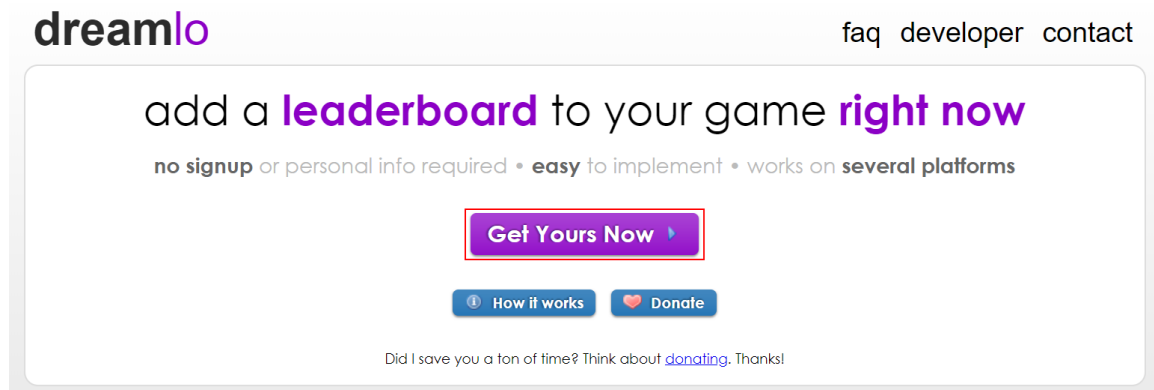 dreamlo
faq developer contact
add a leaderboard to your game right now
no signup or personal info required • easy to implement • works on several platforms
Get Yours Now
How it works
Donate
Did I save you a ton of time? Think about donating. Thanks!